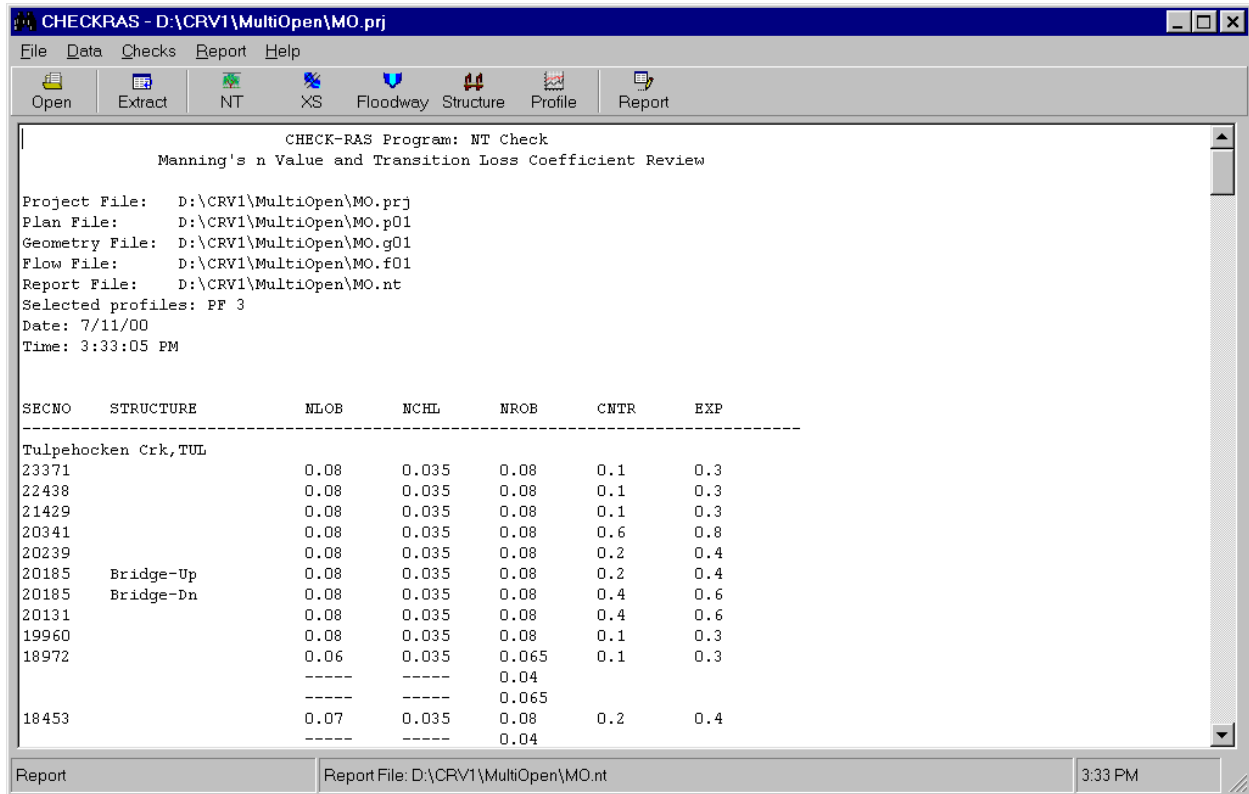 CHECKRAS - D:\CRV1\MultiOpen\MO.prj
File Data Checks Report Help
Open Extract NT XS Floodway Structure Profile Report
CHECK-RAS Program: NT Check
Manning's n Value and Transition Loss Coefficient Review
Project File: D:\CRV1\MultiOpen\MO.prj
Plan File: D:\CRV1\MultiOpen\MO.p01
Geometry File: D:\CRV1\MultiOpen\MO.g01
Flow File: D:\CRV1\MultiOpen\MO.f01
Report File: D:\CRV1\MultiOpen\MO.nt
Selected profiles: PF 3
Date: 7/11/00
Time: 3:33:05 PM
SECNO STRUCTURE NLOB NCHL NROB CNTR EXP
--------------------------------------------------------------------------------
Tulpehocken Crk,TUL
23371 0.08 0.035 0.08 0.1 0.3
22438 0.08 0.035 0.08 0.1 0.3
21429 0.08 0.035 0.08 0.1 0.3
20341 0.08 0.035 0.08 0.6 0.8
20239 0.08 0.035 0.08 0.2 0.4
20185 Bridge-Up 0.08 0.035 0.08 0.2 0.4
20185 Bridge-Dn 0.08 0.035 0.08 0.4 0.6
20131 0.08 0.035 0.08 0.4 0.6
19960 0.08 0.035 0.08 0.1 0.3
18972 0.06 0.035 0.065 0.1 0.3
----- ----- 0.04
----- ----- 0.065
18453 0.07 0.035 0.08 0.2 0.4
----- ----- 0.04
Report Report File: D:\CRV1\MultiOpen\MO.nt 3:33 PM